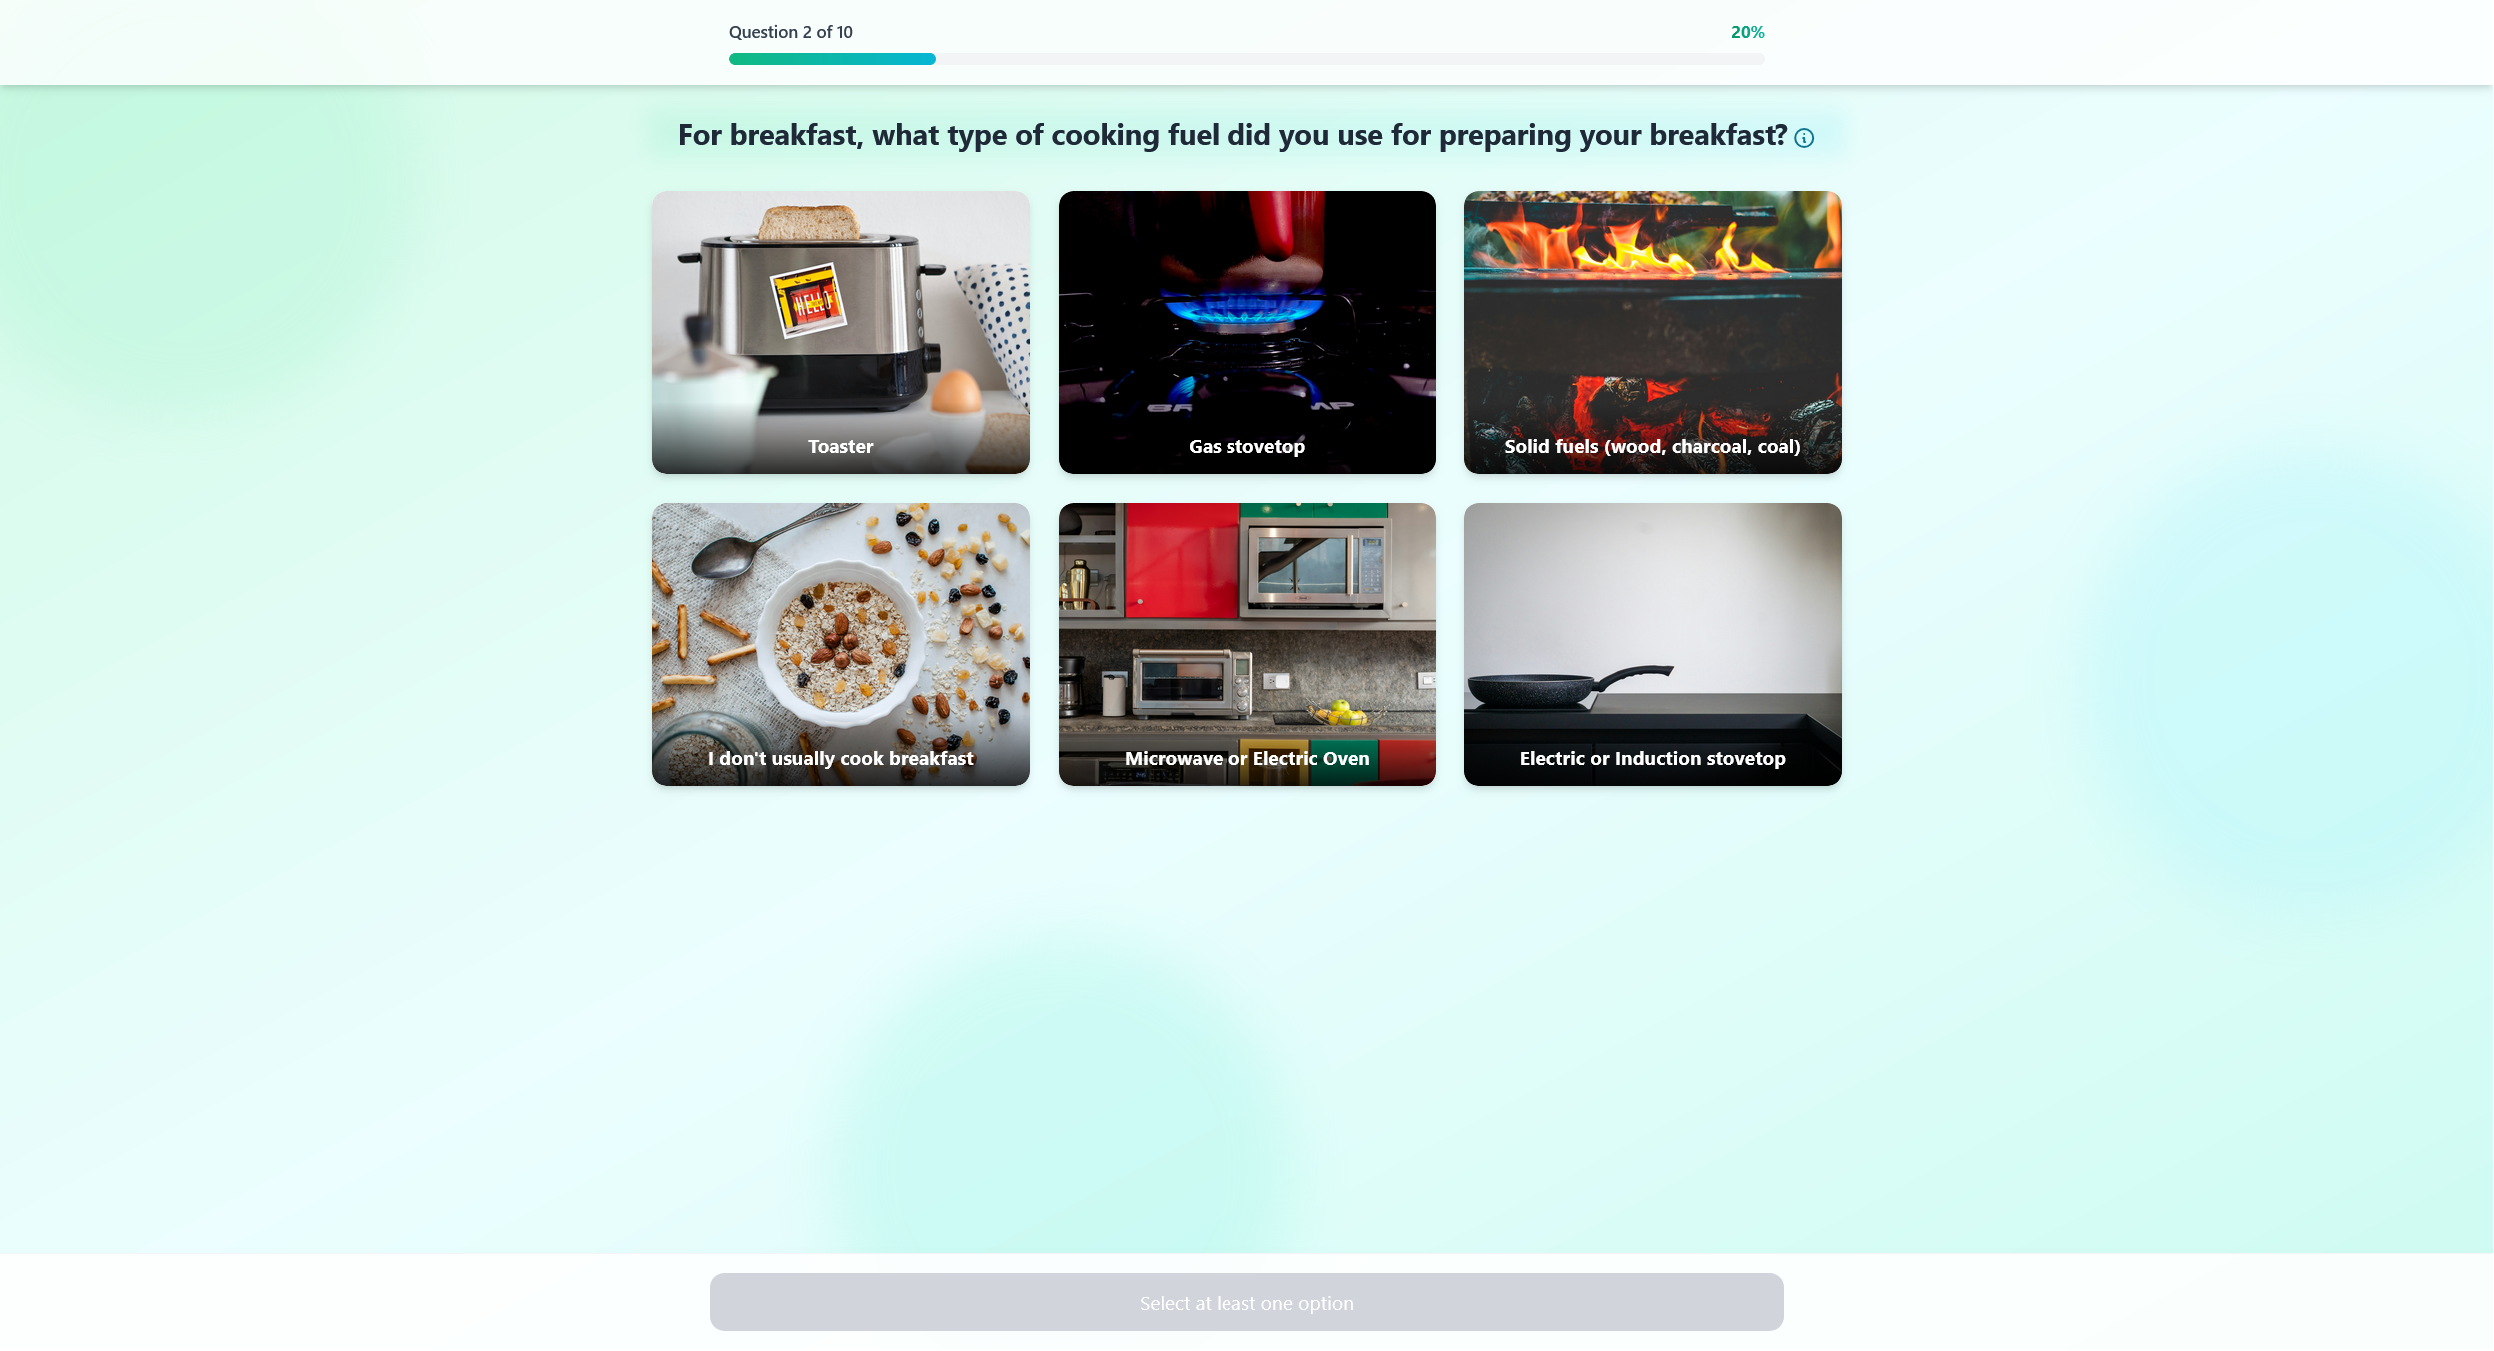 Question 2 of 10
20%
For breakfast, what type of cooking fuel did you use for preparing your breakfast?
HELLO
Toaster
Gas stovetop
Solid fuels (wood, charcoal, coal)
I don't usually cook breakfast
Microwave or Electric Oven
Electric or Induction stovetop
Select at least one option